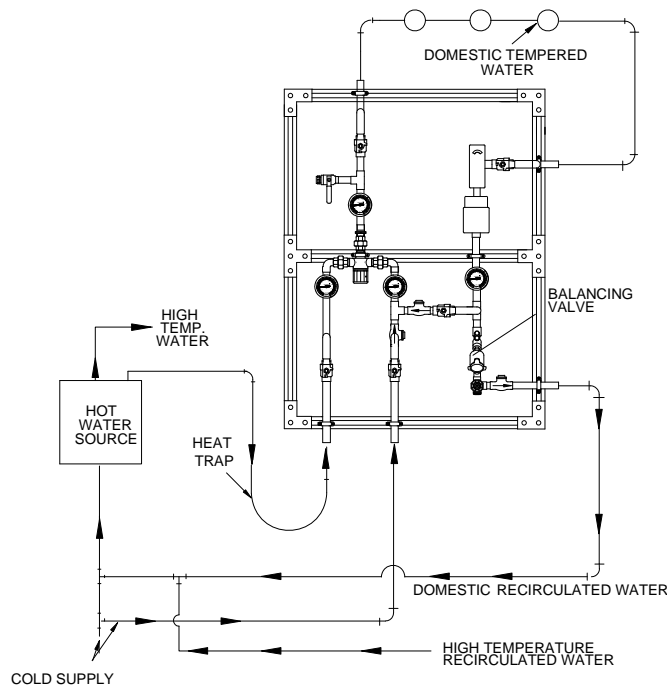 DOMESTIC TEMPERED
WATER
BALANCING
VALVE
HIGH
TEMP.
WATER
HOT
WATER
SOURCE
HEAT
TRAP
DOMESTIC RECIRCULATED WATER
HIGH TEMPERATURE
RECIRCULATED WATER
COLD SUPPLY